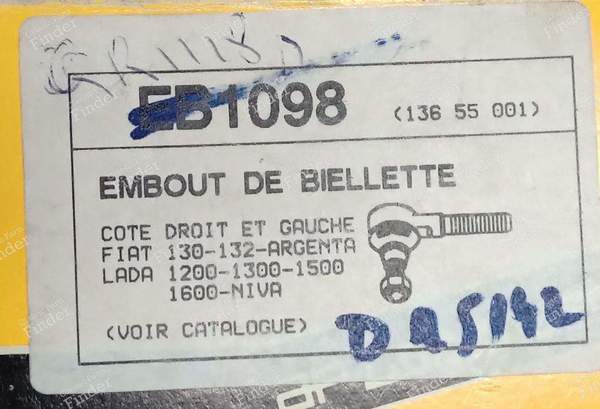 GR1118D
EB1098 (136 55 001)
EMBOUT DE BIELLETTE
COTE DROIT ET GAUCHE
FIAT 130-132-ARGENTA
LADA 1200-1300-1500
1600-NIVA
(VOIR CATALOGUE)